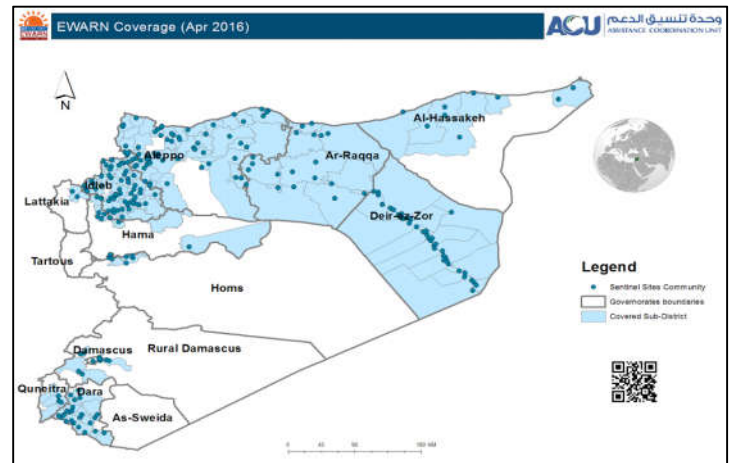 EWARN
EWARN Coverage (Apr 2016)
ACU
وحدة تنسيق الدعم
ASSISTANCE COORDINATION UNIT
N
Al-Hassakeh
Aleppo
Ar-Raqqa
Idleb
Lattakia
Deir-ez-Zor
Hama
Tartous
Homs
Legend
Sentinel Sites Community
Governorates boundaries
Covered Sub-District
Damascus
Rural Damascus
Quneitra
Dara
As-Sweida